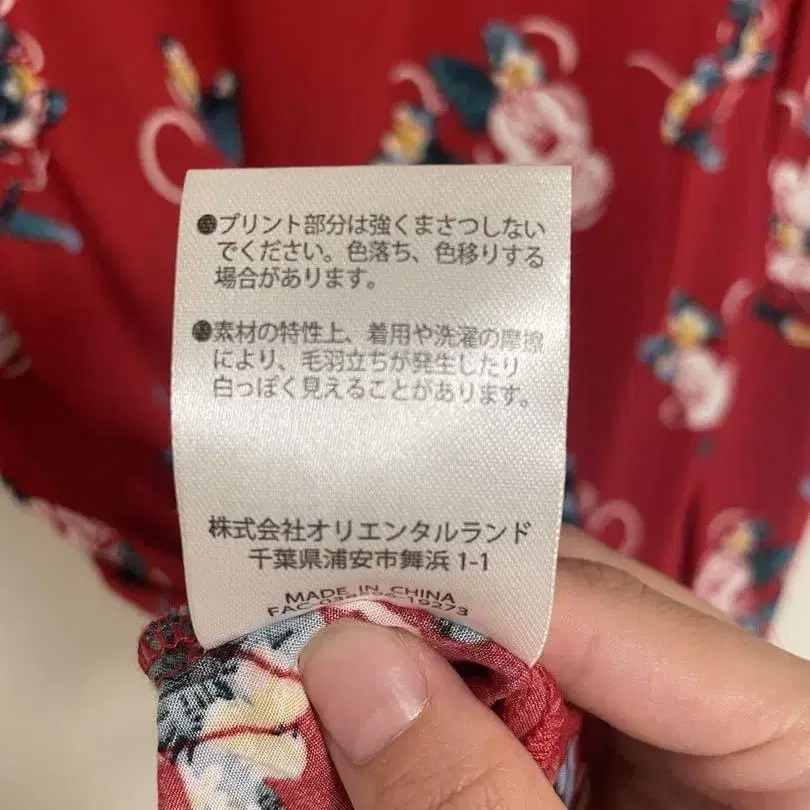 ●プリント部分は強くまさつしない
でください。色落ち、色移りする
場合があります。
●素材の特性上、着用や洗濯の摩擦
により、毛羽立ちが発生したり
白っぽく見えることがあります。
株式会社オリエンタルランド
千葉県浦安市舞浜 1-1
MADE IN CHINA